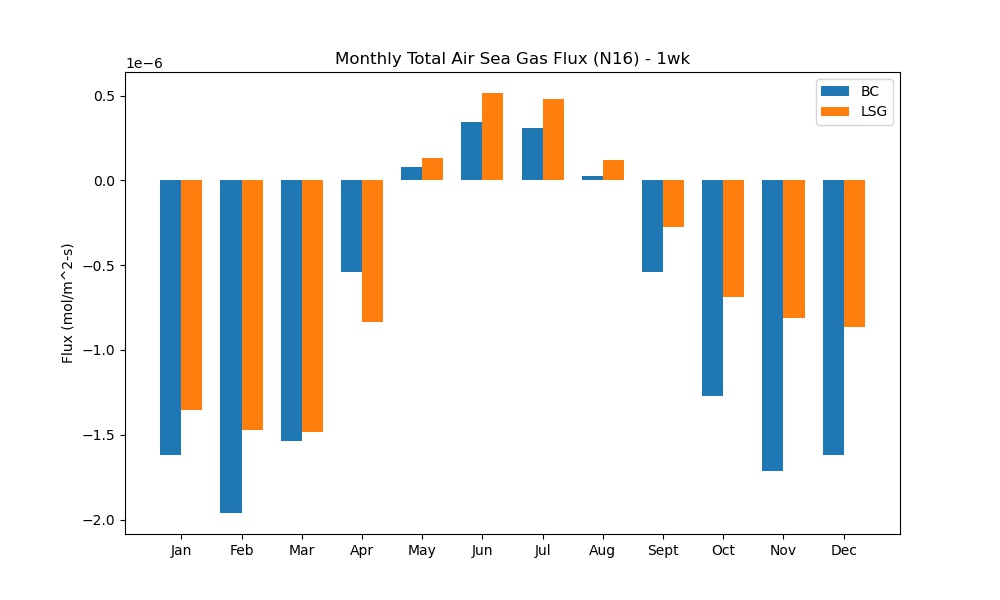 Monthly Total Air Sea Gas Flux (N16) - 1wk
1e−6
BC
LSG
0.5
0.0
−0.5
−1.0
−1.5
−2.0
Flux (mol/m^2-s)
Jan Feb Mar Apr May Jun Jul Aug Sept Oct Nov Dec